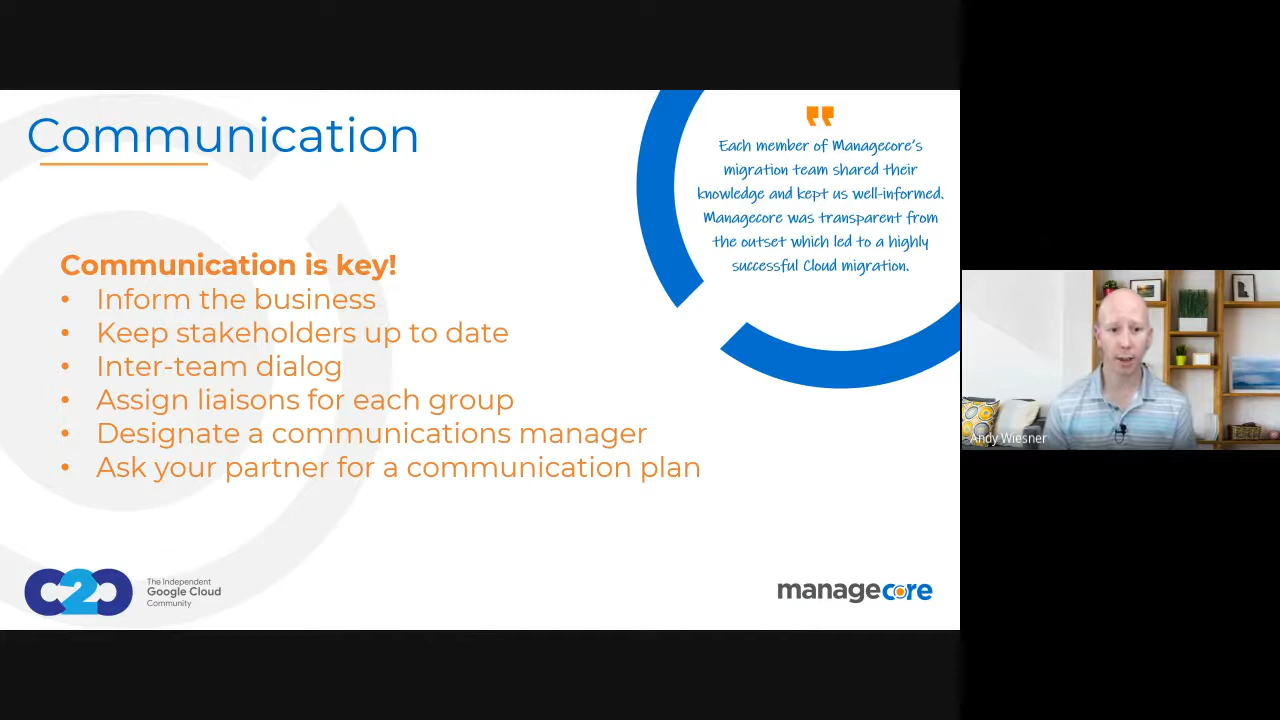 Communication
Communication is key!
• Inform the business
• Keep stakeholders up to date
• Inter-team dialog
• Assign liaisons for each group
• Designate a communications manager
• Ask your partner for a communication plan
"
Each member of Managecore's
migration team shared their
knowledge and kept us well-informed.
Managecore was transparent from
the outset which led to a highly
successful Cloud migration.
c2c
The Independent
Google Cloud
Community
managecore
Andy Wiesner